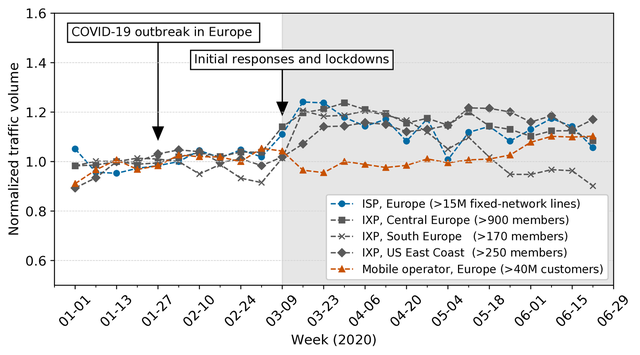 COVID-19 outbreak in Europe
Initial responses and lockdowns
Normalized traffic volume
1.6
1.4
1.2
1.0
0.8
0.6
ISP, Europe (>15M fixed-network lines)
IXP, Central Europe (>900 members)
IXP, South Europe (>170 members)
IXP, US East Coast (>250 members)
Mobile operator, Europe (>40M customers)
01-01
01-13
01-27
02-10
02-24
03-09
03-23
04-06
04-20
05-04
05-18
06-01
06-15
06-29
Week (2020)